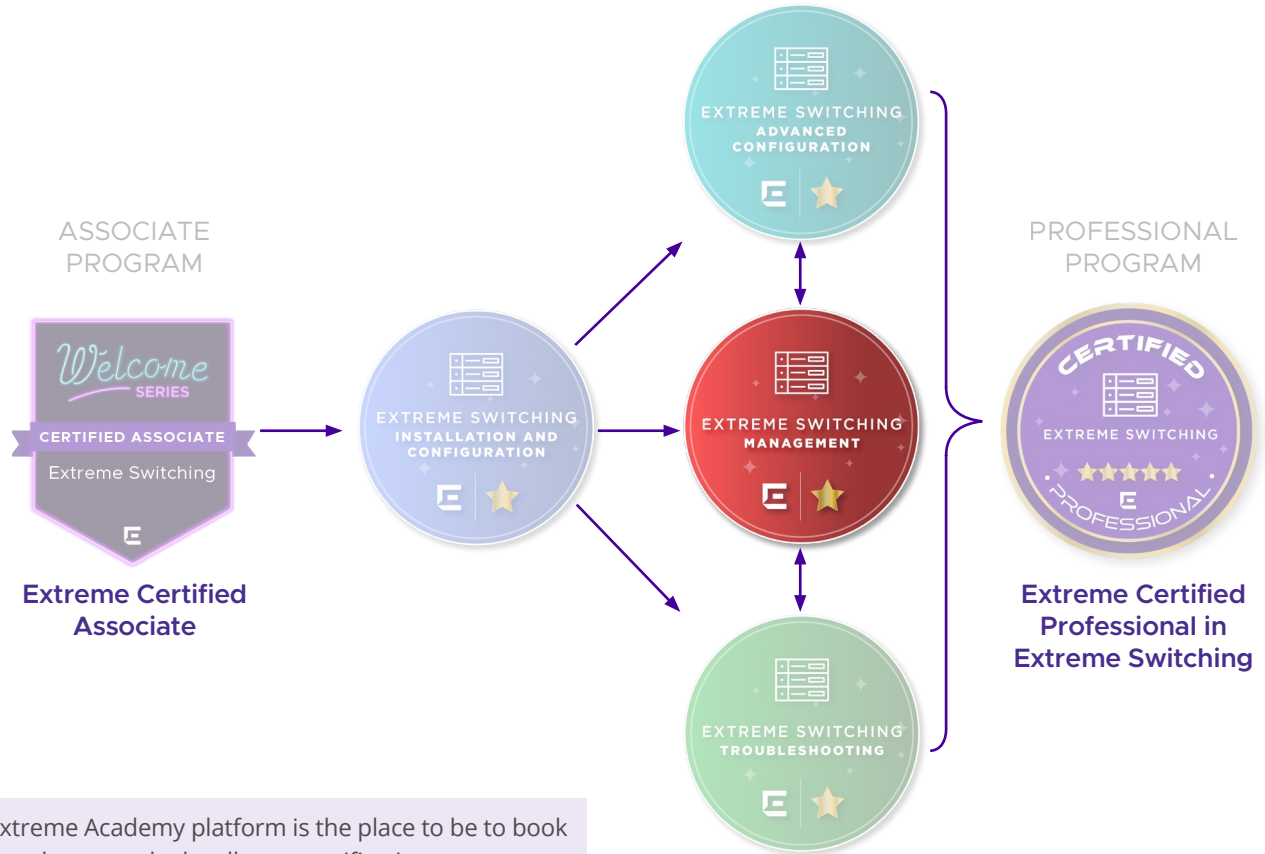 ASSOCIATE
PROGRAM
Welcome
SERIES
CERTIFIED ASSOCIATE
Extreme Switching
Extreme Certified
Associate
EXTREME SWITCHING
INSTALLATION AND
CONFIGURATION
EXTREME SWITCHING
ADVANCED
CONFIGURATION
EXTREME SWITCHING
MANAGEMENT
EXTREME SWITCHING
TROUBLESHOOTING
PROFESSIONAL
PROGRAM
CERTIFIED
EXTREME SWITCHING
PROFESSIONAL
Extreme Certified
Professional in
Extreme Switching
xtreme Academy platform is the place to be to book